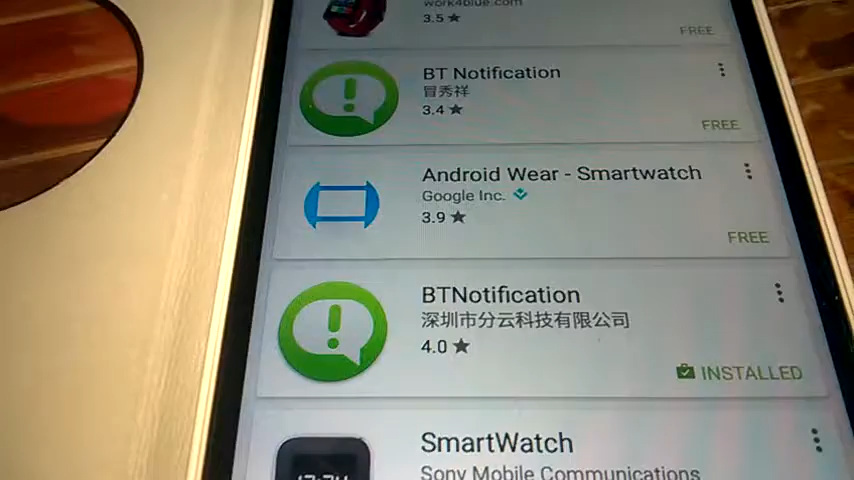 work4blue.com
3.5★
FREE
BT Notification
冒秀祥
3.4★
FREE
Android Wear - Smartwatch
Google Inc.
3.9★
FREE
BTNotification
深圳市分云科技有限公司
4.0★
INSTALLED
SmartWatch
Sony Mobile Communications